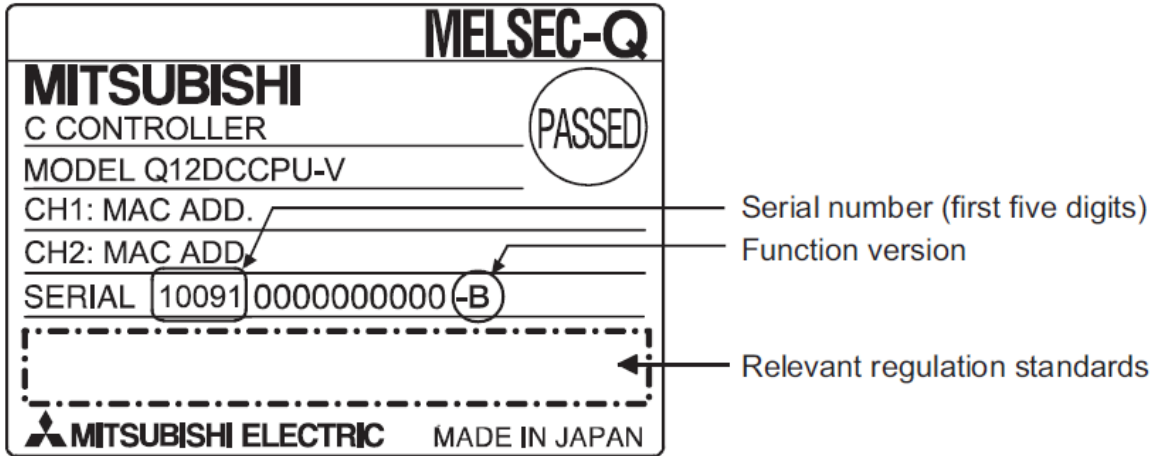 MELSEC-Q
MITSUBISHI
C CONTROLLER
PASSED
MODEL Q12DCCPU-V
CH1: MAC ADD.
CH2: MAC ADD.
SERIAL 10091 0000000000 -B
Serial number (first five digits)
Function version
Relevant regulation standards
MITSUBISHI ELECTRIC MADE IN JAPAN